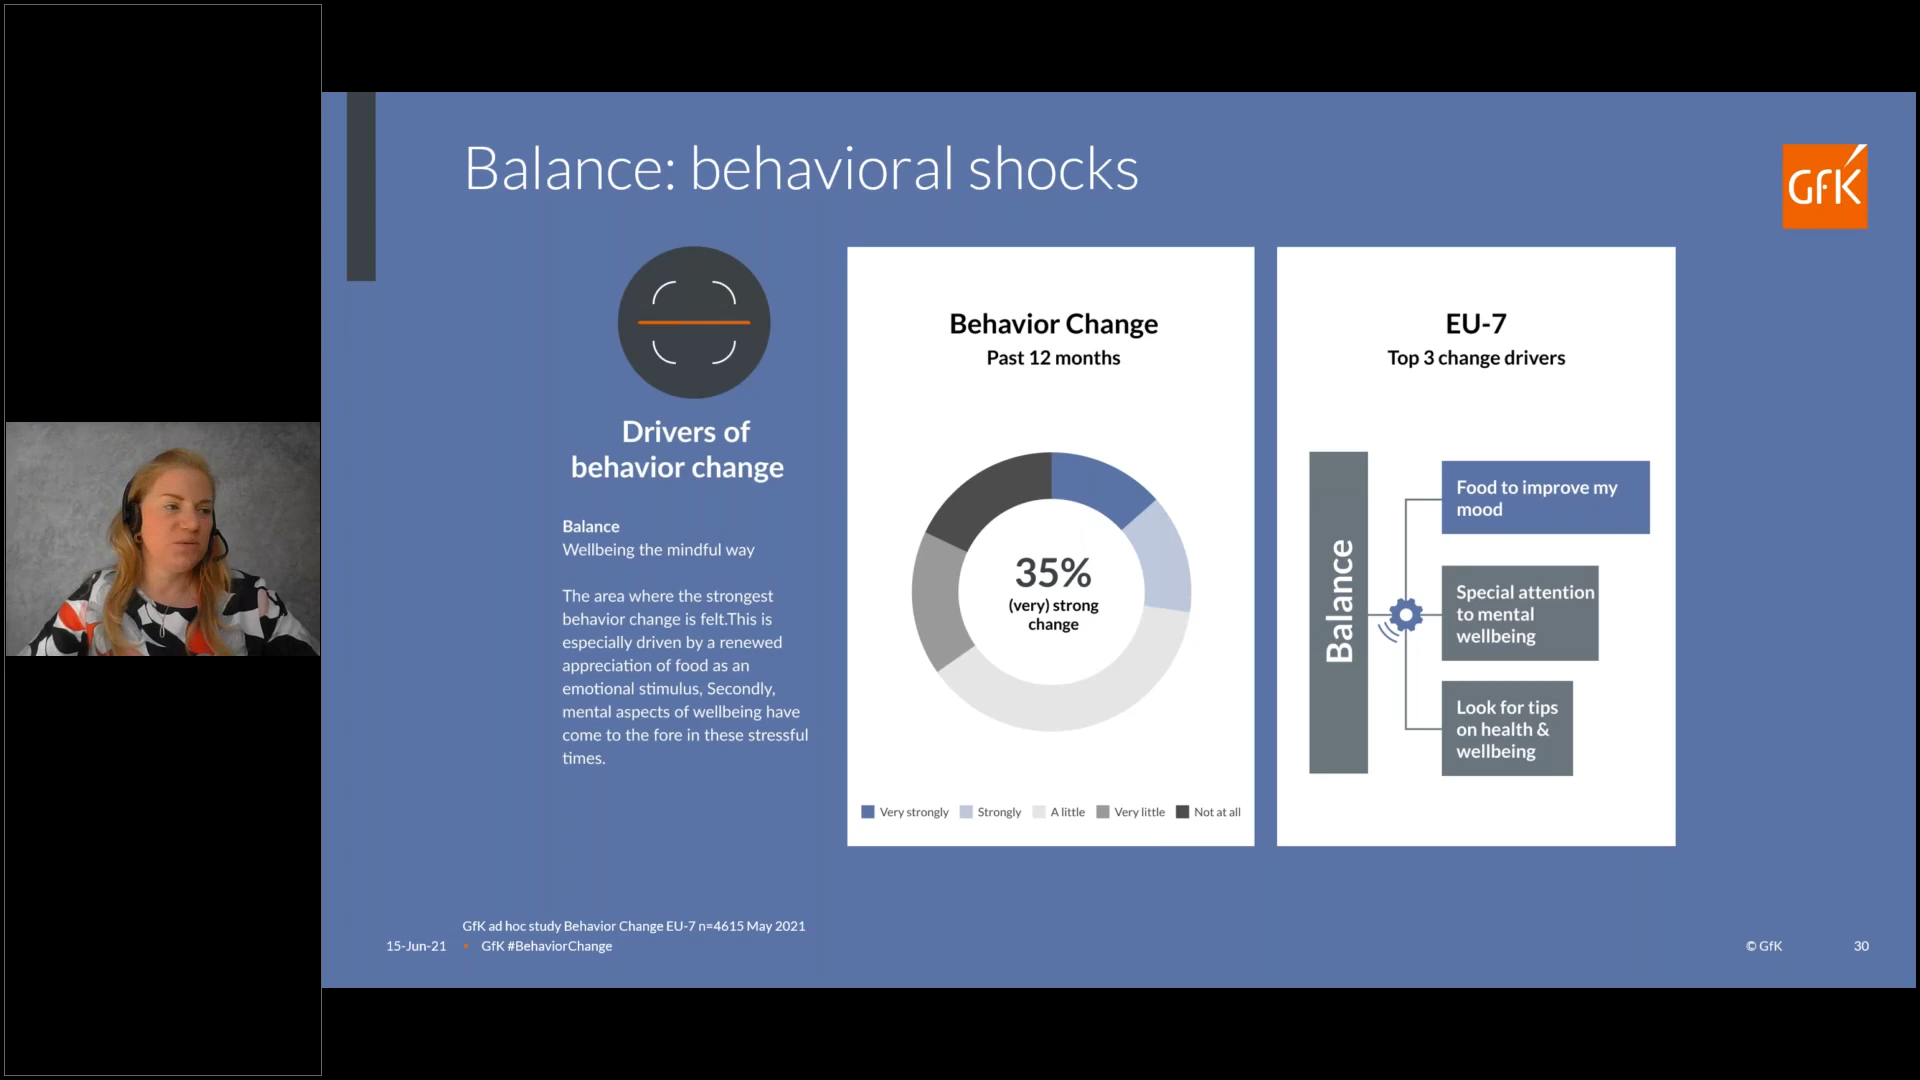 Balance: behavioral shocks
GfK
Drivers of
behavior change
Balance
Wellbeing the mindful way
The area where the strongest
behavior change is felt.This is
especially driven by a renewed
appreciation of food as an
emotional stimulus, Secondly,
mental aspects of wellbeing have
come to the fore in these stressful
times.
Behavior Change
Past 12 months
35%
(very) strong
change
Very strongly
Strongly
A little
Very little
Not at all
EU-7
Top 3 change drivers
Balance
Food to improve my
mood
Special attention
to mental
wellbeing
Look for tips
on health &
wellbeing
GfK ad hoc study Behavior Change EU-7 n=4615 May 2021
15-Jun-21 • GfK #BehaviorChange
© GfK
30